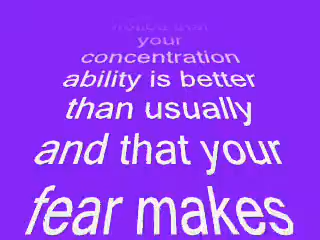 your
concentration
ability is better
than usually
and that your
fear makes